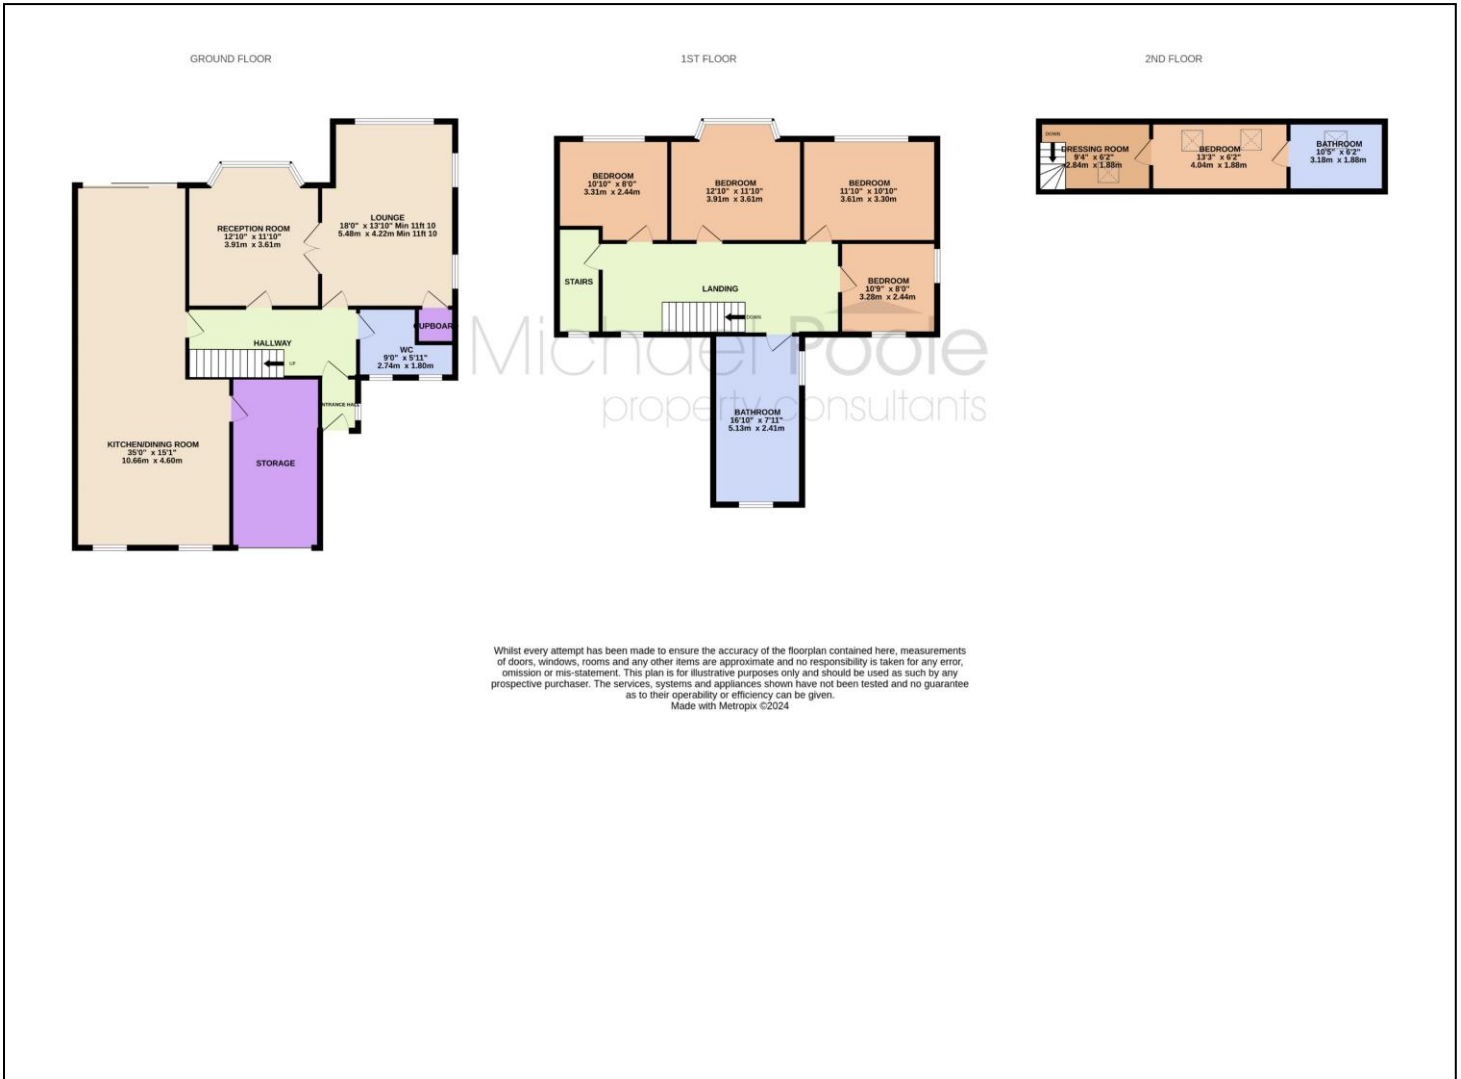 GROUND FLOOR
1ST FLOOR
2ND FLOOR
LOUNGE
18'0" x 13'10" Min 11ft 10
5.48m x 4.22m Min 11ft 10
RECEPTION ROOM
12'10" x 11'10"
3.91m x 3.61m
HALLWAY
UP
CUPBOARD
WC
9'0" x 5'11"
2.74m x 1.80m
ENTRANCE HALL
KITCHEN/DINING ROOM
35'0" x 15'1"
10.66m x 4.60m
STORAGE
BEDROOM
10'10" x 8'0"
3.31m x 2.44m
BEDROOM
12'10" x 11'10"
3.91m x 3.61m
BEDROOM
11'10" x 10'10"
3.61m x 3.30m
STAIRS
LANDING
DOWN
BEDROOM
10'9" x 8'0"
3.28m x 2.44m
BATHROOM
16'10" x 7'11"
5.13m x 2.41m
DOWN
DRESSING ROOM
9'4" x 6'2"
2.84m x 1.88m
BEDROOM
13'3" x 6'2"
4.04m x 1.88m
BATHROOM
10'5" x 6'2"
3.18m x 1.88m
Michael Poole
property consultants
Whilst every attempt has been made to ensure the accuracy of the floorplan contained here, measurements
of doors, windows, rooms and any other items are approximate and no responsibility is taken for any error,
omission or mis-statement. This plan is for illustrative purposes only and should be used as such by any
prospective purchaser. The services, systems and appliances shown have not been tested and no guarantee
as to their operability or efficiency can be given.
Made with Metropix ©2024